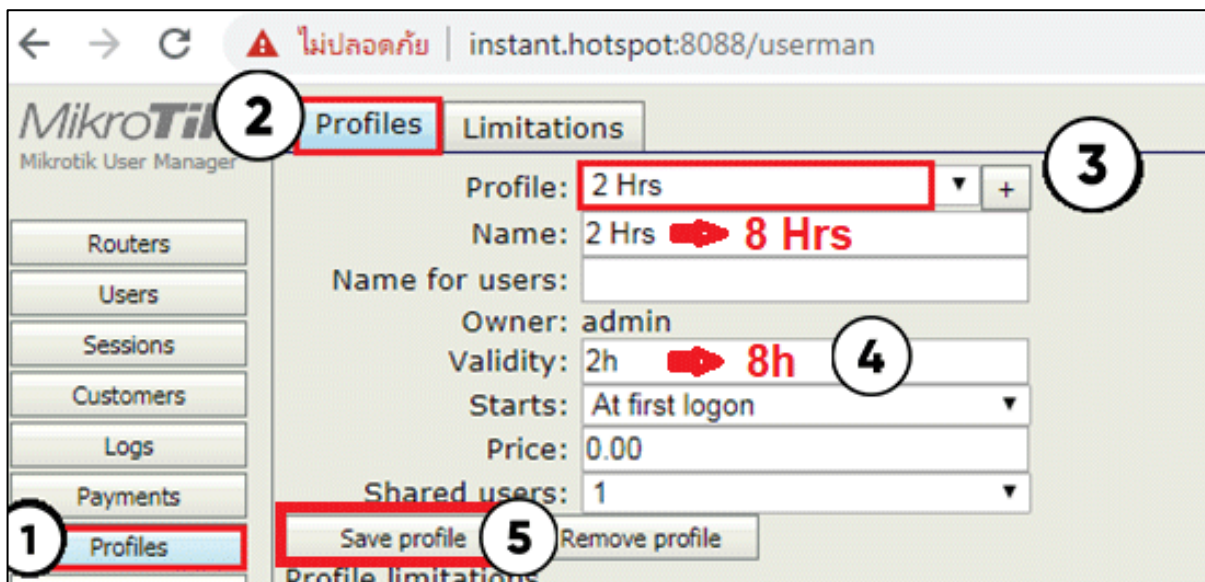 ไม่ปลอดภัย | instant.hotspot:8088/userman
MikroTik
Mikrotik User Manager
2
Profiles
Limitations
3
Profile: 2 Hrs +
Name: 2 Hrs 8 Hrs
Name for users:
Owner: admin
Validity: 2h 8h 4
Starts: At first logon
Price: 0.00
Shared users: 1
Save profile 5 Remove profile
Profile limitations
Routers
Users
Sessions
Customers
Logs
Payments
1 Profiles